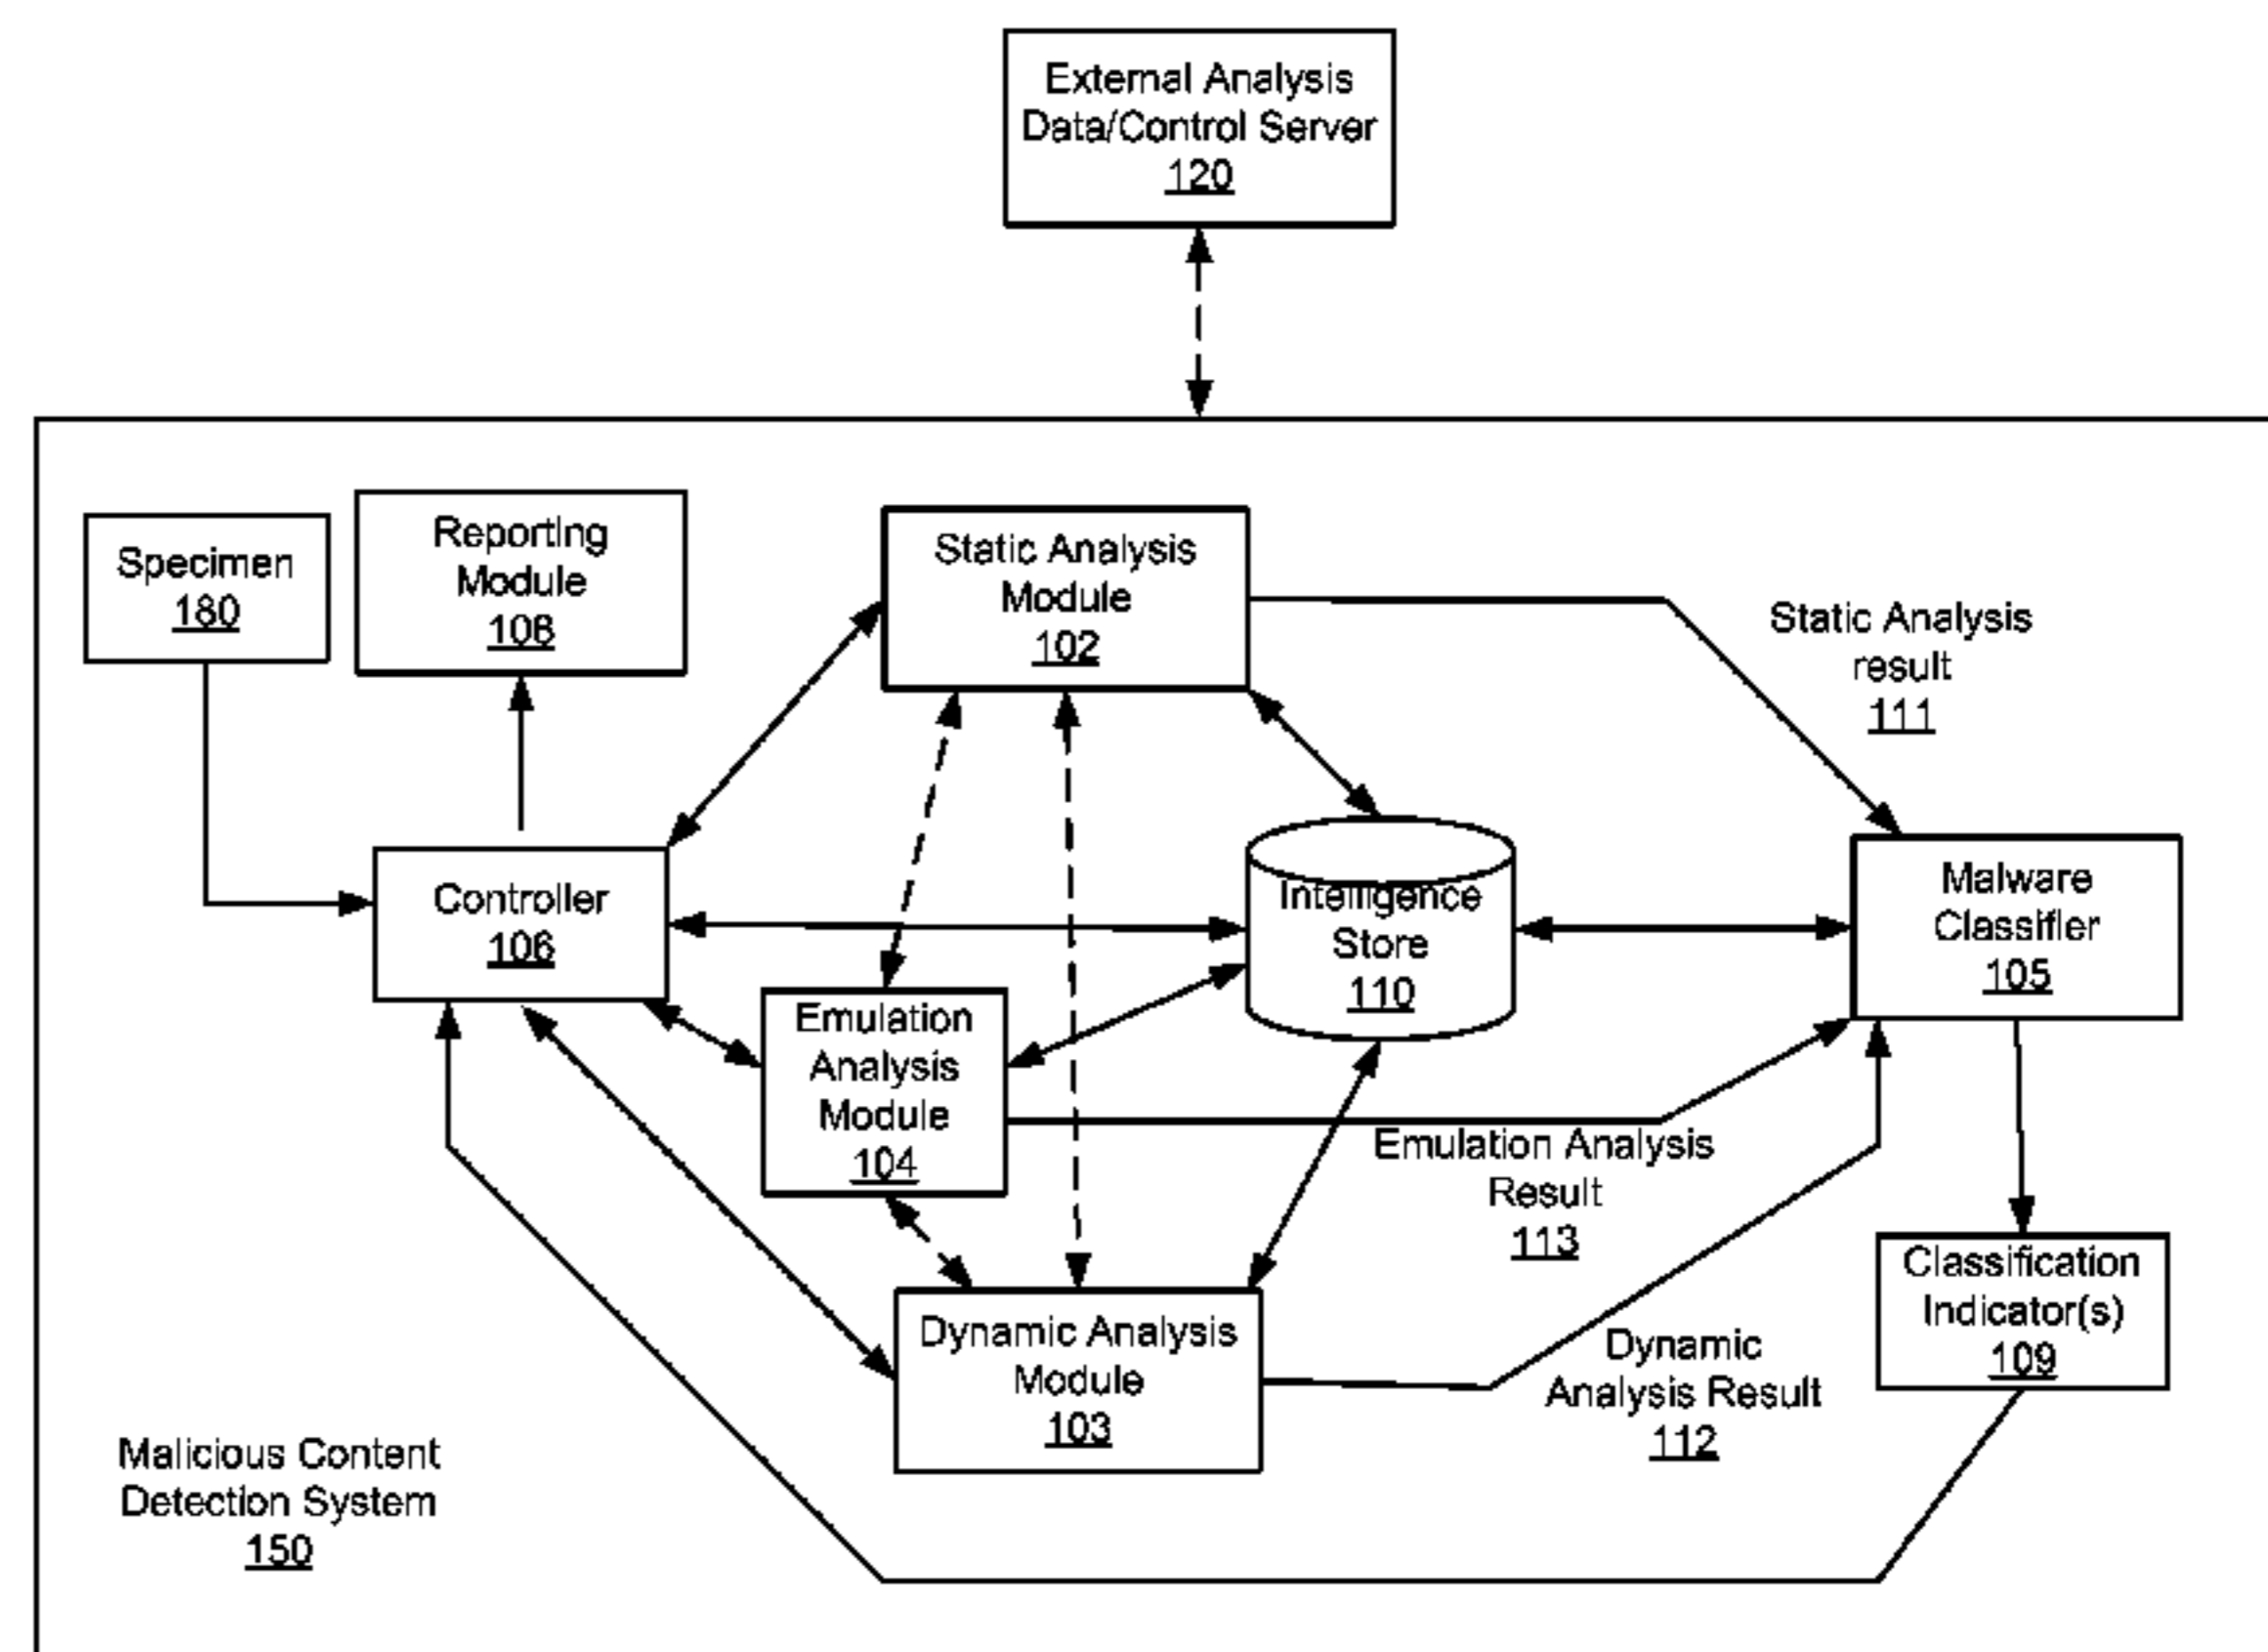 External Analysis
Data/Control Server
120
Specimen
180
Reporting
Module
108
Static Analysis
Module
102
Static Analysis
result
111
Controller
106
Intelligence
Store
110
Malware
Classifier
105
Emulation
Analysis
Module
104
Emulation Analysis
Result
113
Classification
Indicator(s)
109
Dynamic Analysis
Module
103
Dynamic
Analysis Result
112
Malicious Content
Detection System
150